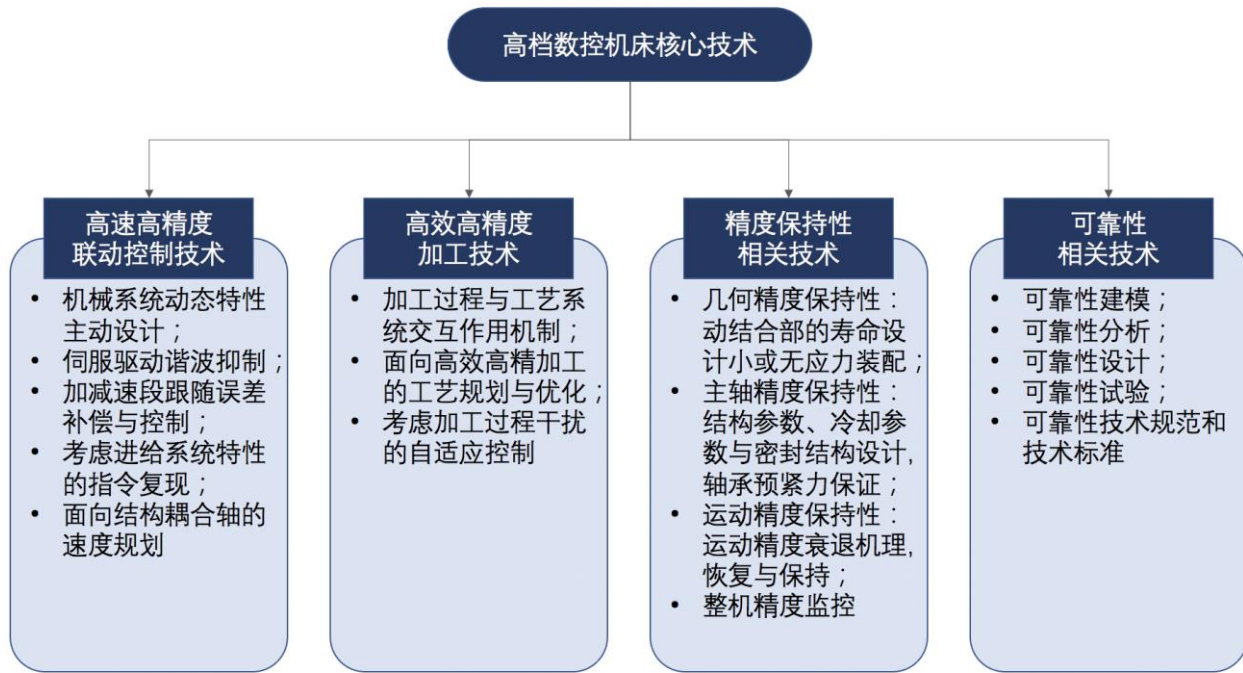 高档数控机床核心技术
高速高精度
联动控制技术
• 机械系统动态特性
主动设计；
• 伺服驱动谐波抑制；
• 加减速段跟随误差
补偿与控制；
• 考虑进给系统特性
的指令复现；
• 面向结构耦合轴的
速度规划
高效高精度
加工技术
• 加工过程与工艺系
统交互作用机制；
• 面向高效高精加工
的工艺规划与优化；
• 考虑加工过程干扰
的自适应控制
精度保持性
相关技术
• 几何精度保持性：
动结合部的寿命设
计小或无应力装配；
• 主轴精度保持性：
结构参数、冷却参
数与密封结构设计,
轴承预紧力保证；
• 运动精度保持性：
运动精度衰退机理,
恢复与保持；
• 整机精度监控
可靠性
相关技术
• 可靠性建模；
• 可靠性分析；
• 可靠性设计；
• 可靠性试验；
• 可靠性技术规范和
技术标准